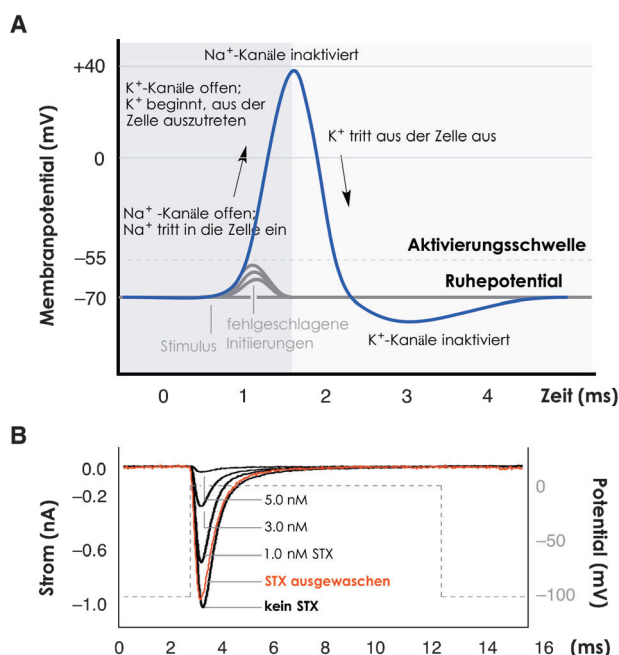 A
Na⁺-Kanäle inaktiviert
+40
K⁺-Kanäle offen;
K⁺ beginnt, aus der
Zelle auszutreten
K⁺ tritt aus der Zelle aus
0
Na⁺ -Kanäle offen;
Na⁺ tritt in die Zelle ein
Aktivierungsschwelle
–55
Ruhepotential
–70
fehlgeschlagene
Initiierungen
Stimulus
K⁺-Kanäle inaktiviert
Membranpotential (mV)
0 1 2 3 4 Zeit (ms)
B
0.0
–0.2
–0.6
–1.0
Strom (nA)
5.0 nM
3.0 nM
1.0 nM STX
STX ausgewaschen
kein STX
0
–50
–100
Potential (mV)
0 2 4 6 8 10 12 14 16 (ms)